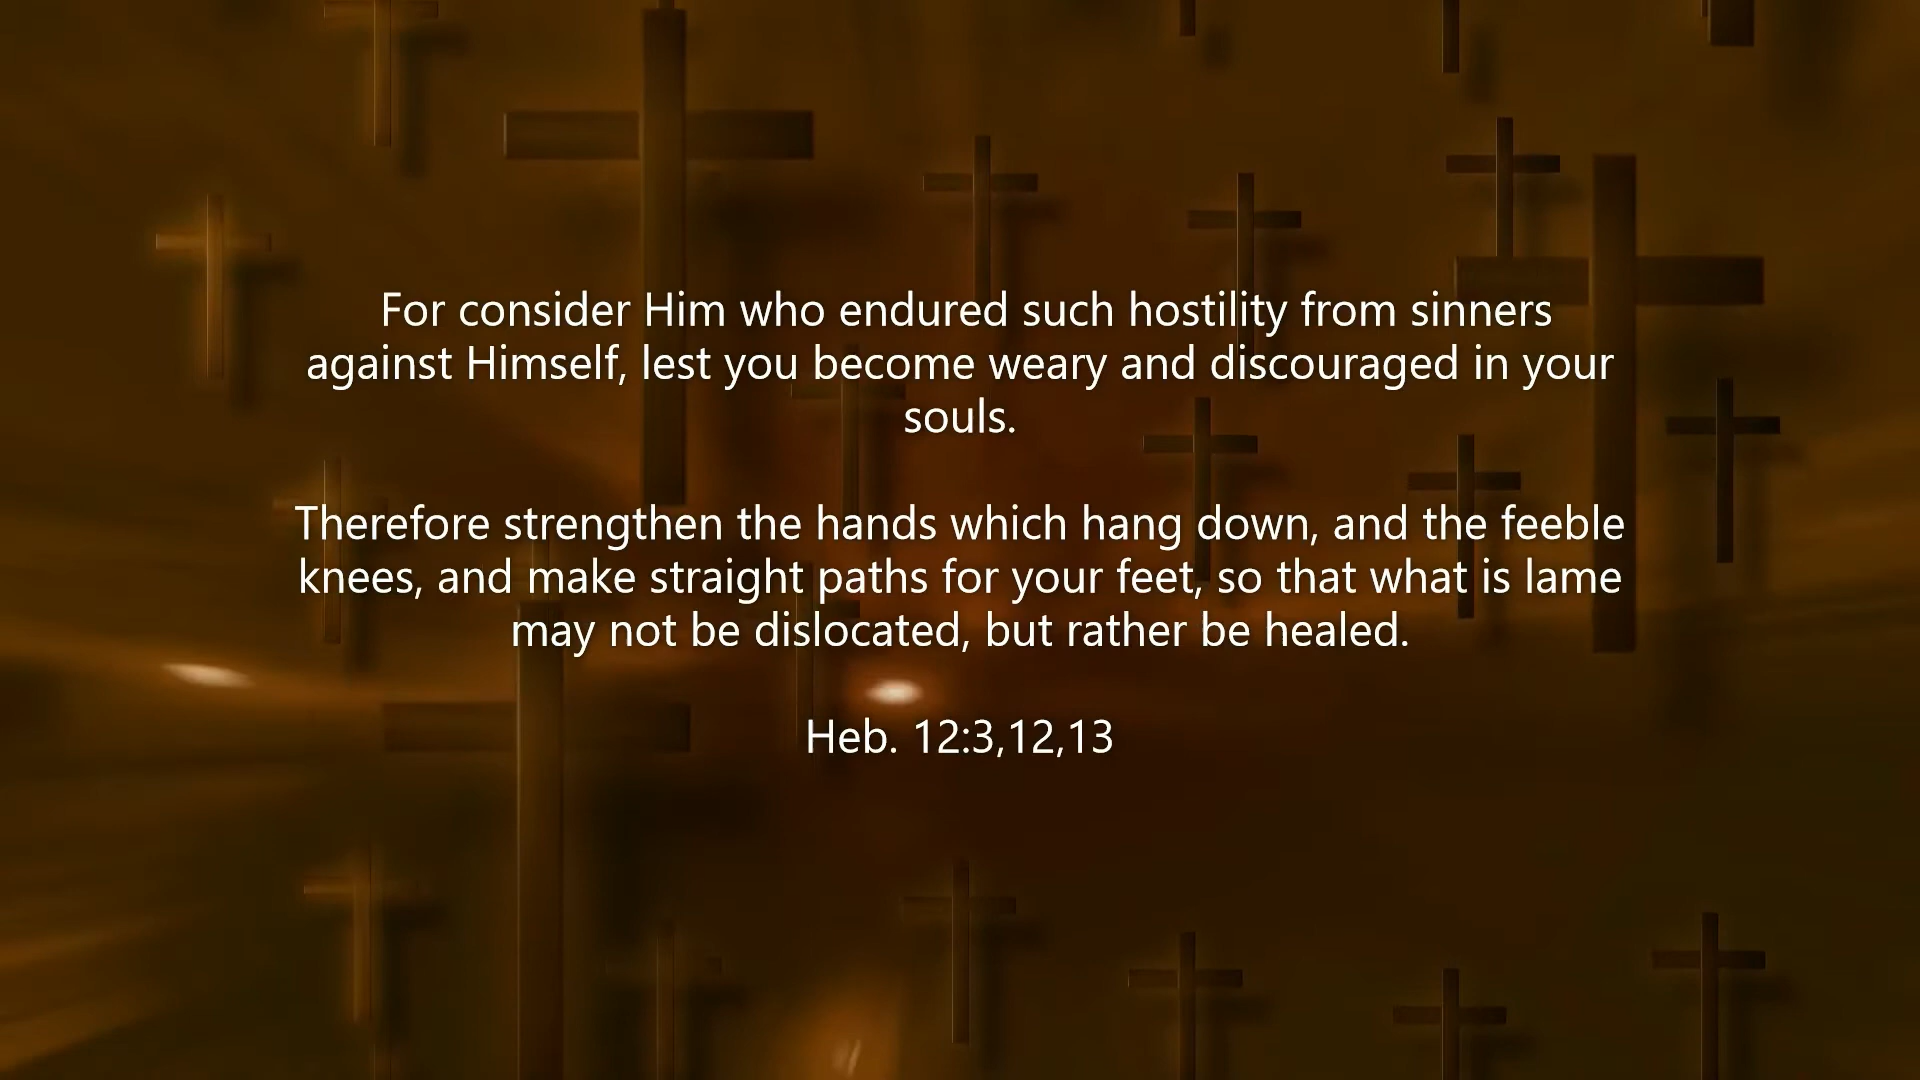 For consider Him who endured such hostility from sinners
against Himself, lest you become weary and discouraged in your
souls.
Therefore strengthen the hands which hang down, and the feeble
knees, and make straight paths for your feet, so that what is lame
may not be dislocated, but rather be healed.
Heb. 12:3,12,13